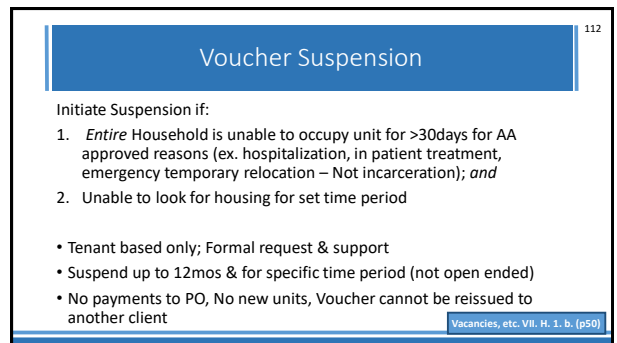 112
Voucher Suspension
Initiate Suspension if:
1. Entire Household is unable to occupy unit for >30days for AA
approved reasons (ex. hospitalization, in patient treatment,
emergency temporary relocation – Not incarceration); and
2. Unable to look for housing for set time period
• Tenant based only; Formal request & support
• Suspend up to 12mos & for specific time period (not open ended)
• No payments to PO, No new units, Voucher cannot be reissued to
another client
Vacancies, etc. VII. H. 1. b. (p50)